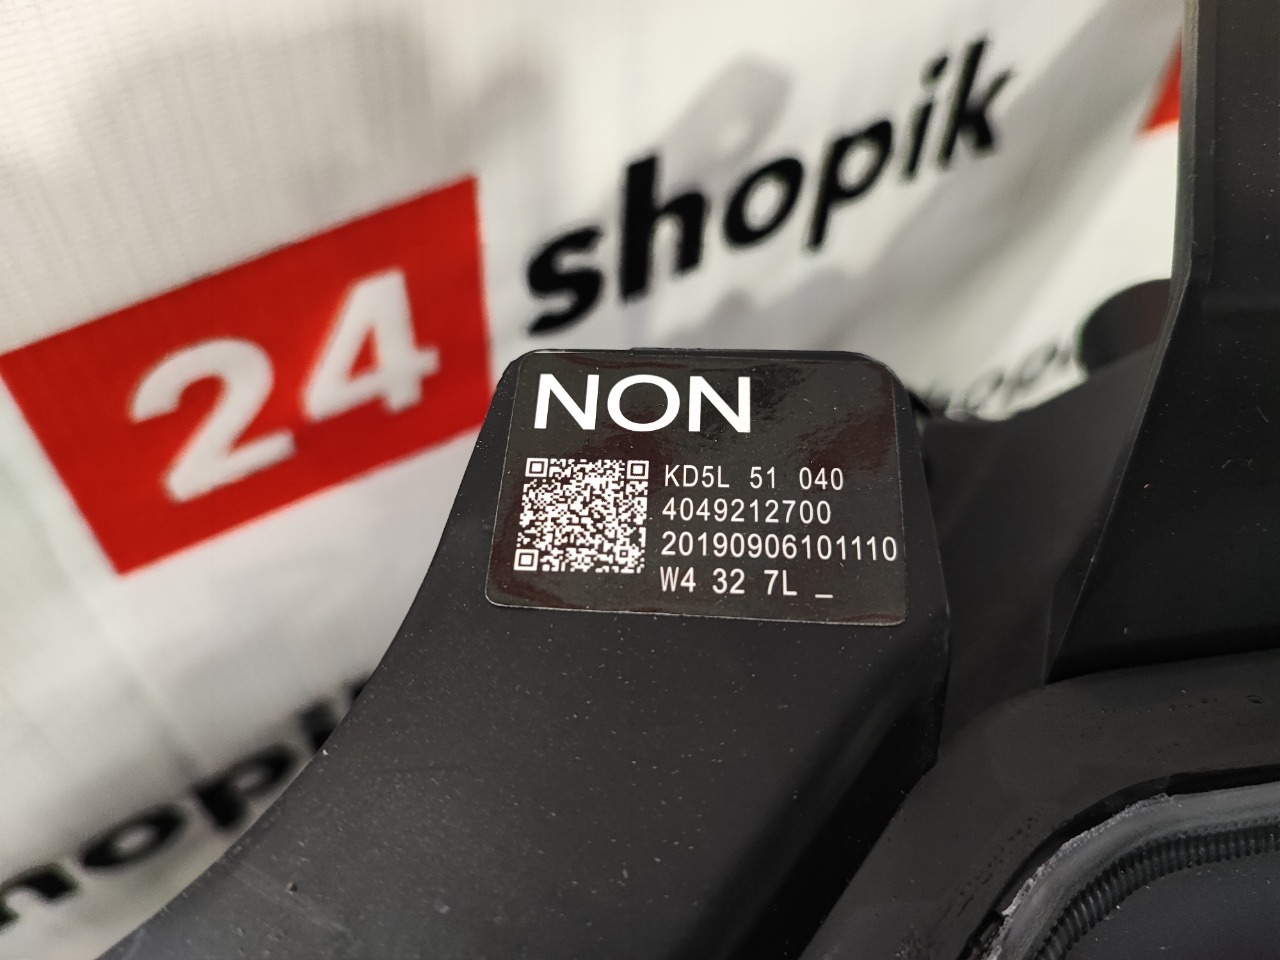 24 shopik
NON
KD5L 51 040
4049212700
20190906101110
W4 32 7L _